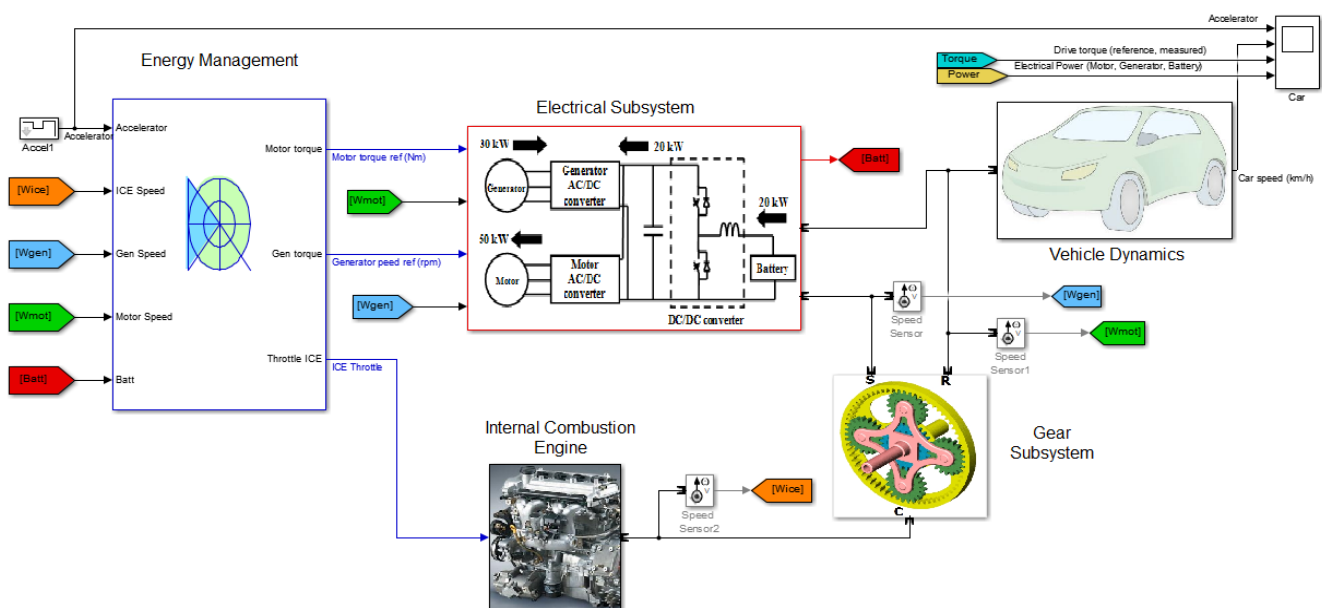 Accelerator
Energy Management
Torque
Drive torque (reference, measured)
Power
Electrical Power (Motor, Generator, Battery)
Car
Electrical Subsystem
Accel1
Accelerator
Accelerator
Motor torque
Motor torque ref (Nm)
30 kW
20 kW
Generator
Generator
AC/DC
converter
[Batt]
[Wice]
ICE Speed
[Wmot]
20 kW
Car speed (km/h)
[Wgen]
Gen Speed
Gen torque
Generator peed ref (rpm)
50 kW
Motor
Motor
AC/DC
converter
Battery
DC/DC converter
Vehicle Dynamics
[Wgen]
Speed
Sensor
[Wgen]
[Wmot]
Motor Speed
[Wmot]
Speed
Sensor1
Throttle ICE
ICE Throttle
[Batt]
Batt
S
R
Internal Combustion
Engine
Gear
Subsystem
[Wice]
Speed
Sensor2
C
ω
v
ω
v
ω
v